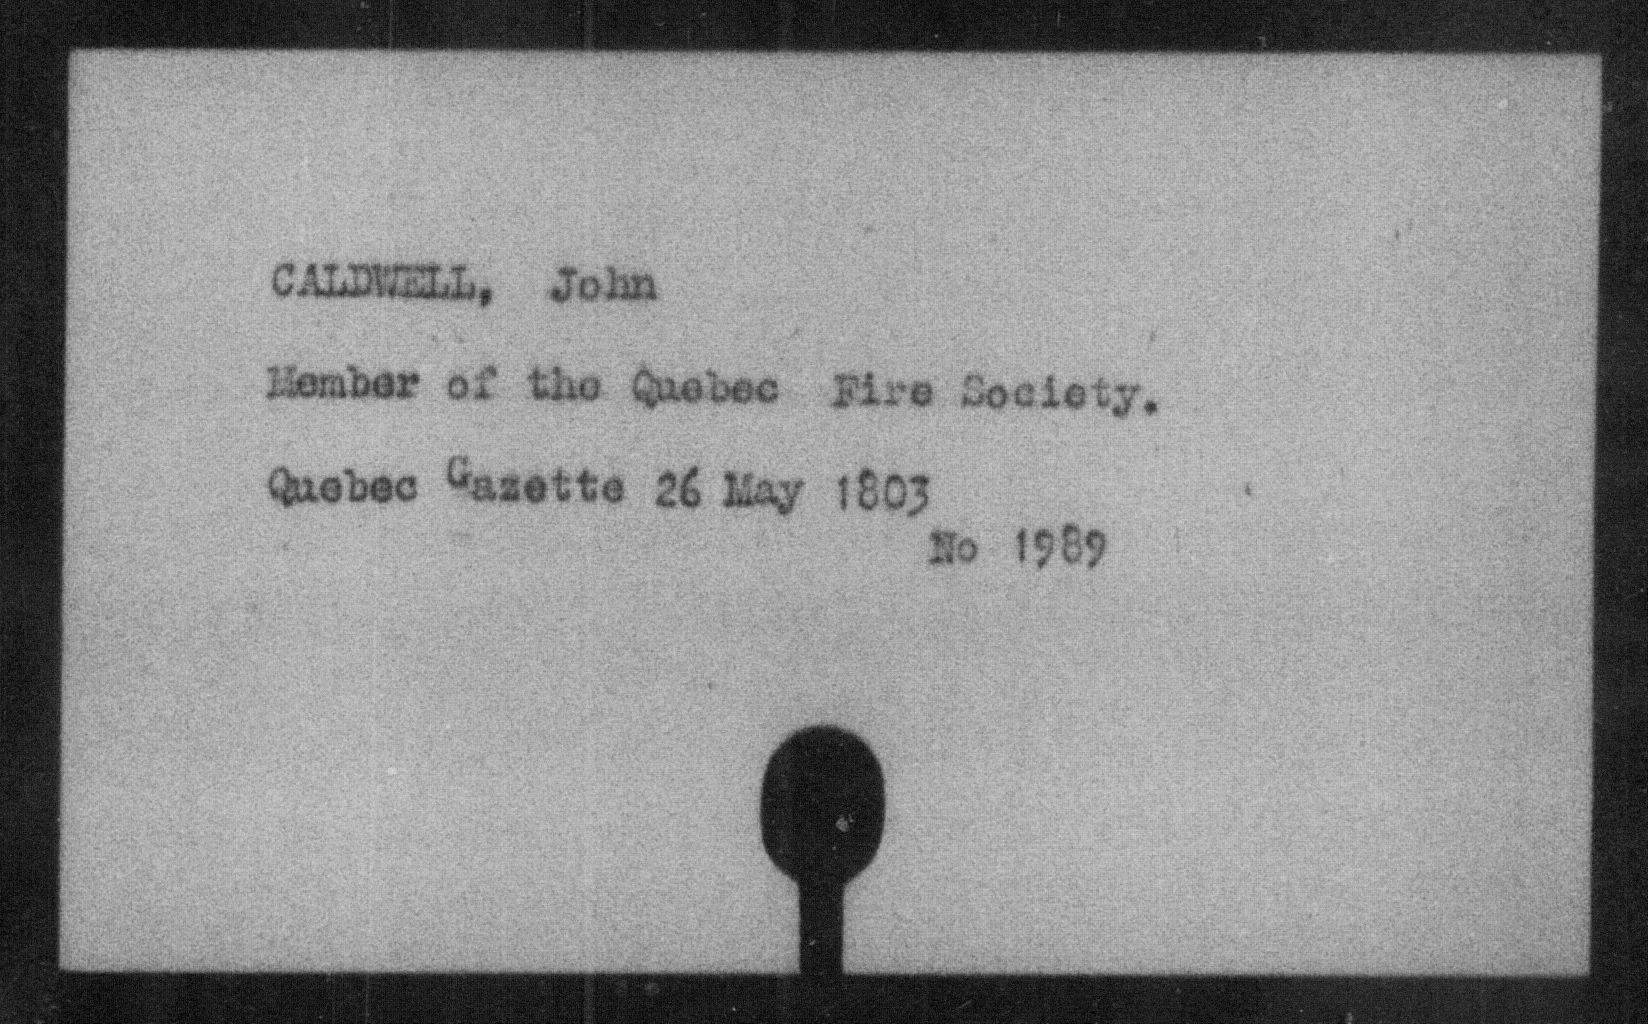 CALDWELL, John
Member of the Quebec Fire Society.
Quebec Gazette 26 May 1803
No 1989